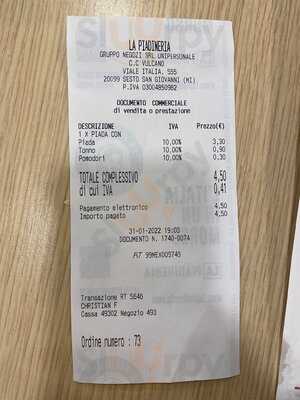 LA PIADINERIA
GRUPPO NEGOZI SRL UNIPERSONALE
C.C VULCANO
VIALE ITALIA, 555
20099 SESTO SAN GIOVANNI (MI)
P.IVA 03004850982
DOCUMENTO COMMERCIALE
di vendita o prestazione
DESCRIZIONE IVA Prezzo(€)
1 X PIADA CON
Piada 10,00% 3,30
Tonno 10,00% 0,90
Pomodori 10,00% 0,30
TOTALE COMPLESSIVO 4,50
di cui IVA 0,41
Pagamento elettronico 4,50
Importo pagato 4,50
31-01-2022 19:03
DOCUMENTO N. 1740-0074
RT 99MEX009745
Transazione RT 5646
CHRISTIAN F
Cassa 49302 Negozio 493
Ordine numero : 73